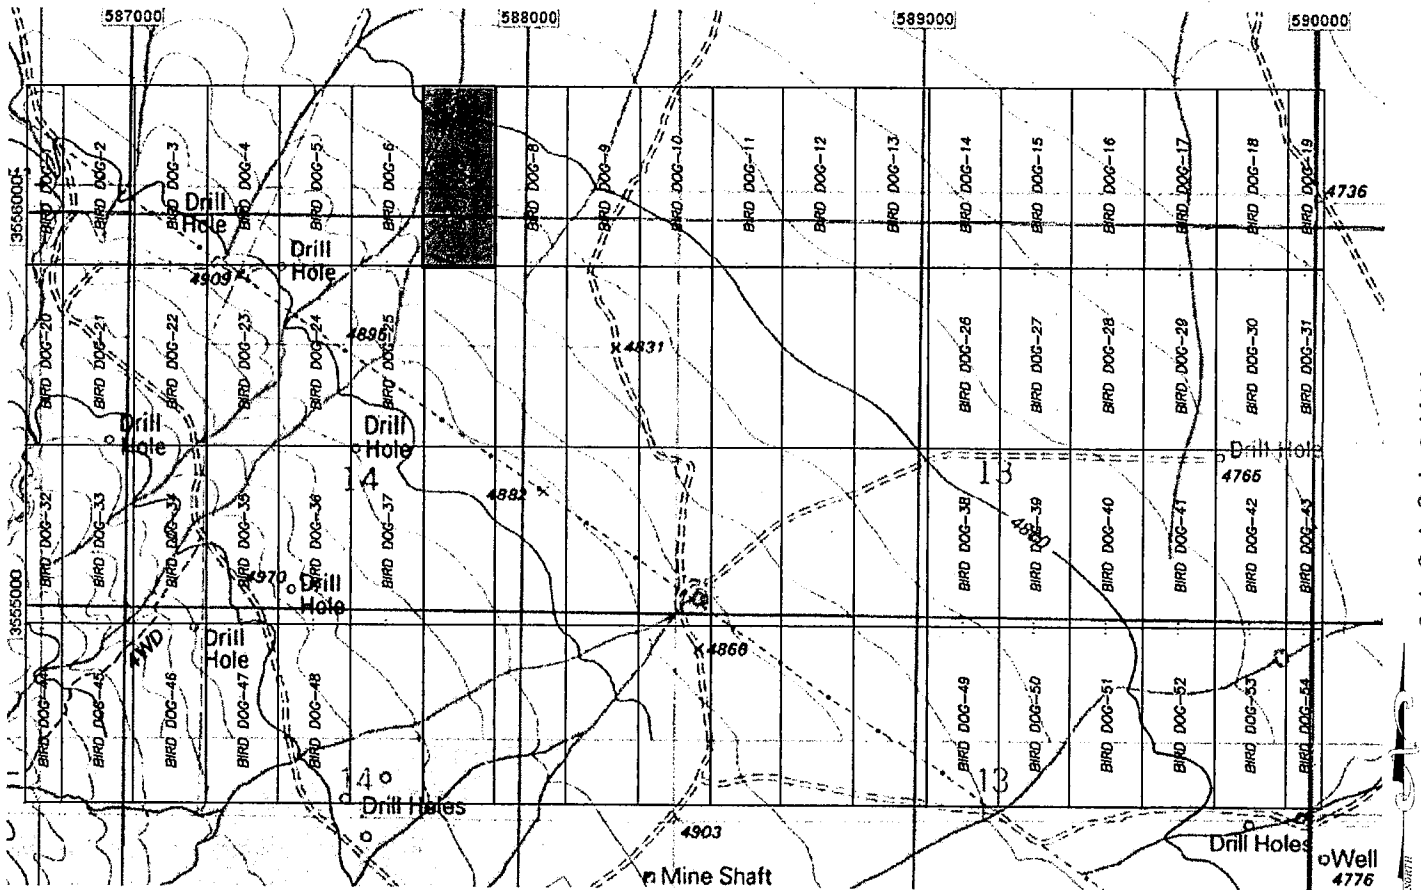 587000
588000
589000
590000
3556000
BIRD DOG-2
BIRD DOG-3
BIRD DOG-4
BIRD DOG-5
BIRD DOG-6
BIRD DOG-8
BIRD DOG-9
BIRD DOG-10
BIRD DOG-11
BIRD DOG-12
BIRD DOG-13
BIRD DOG-14
BIRD DOG-15
BIRD DOG-16
BIRD DOG-17
BIRD DOG-18
BIRD DOG-19
4736
Drill
Hole
Drill
Hole
4909
BIRD DOG-20
BIRD DOG-21
BIRD DOG-22
BIRD DOG-23
BIRD DOG-24
BIRD DOG-25
4895
4831
BIRD DOG-26
BIRD DOG-27
BIRD DOG-28
BIRD DOG-29
BIRD DOG-30
BIRD DOG-31
Drill
Hole
Drill
Hole
14
4882
13
Drill Hole
4765
BIRD DOG-32
BIRD DOG-33
BIRD DOG-34
BIRD DOG-35
BIRD DOG-36
BIRD DOG-37
BIRD DOG-38
BIRD DOG-39
BIRD DOG-40
BIRD DOG-41
BIRD DOG-42
BIRD DOG-43
4970
Drill
Hole
3555000
4WD
Drill
Hole
BIRD DOG-44
BIRD DOG-45
BIRD DOG-46
BIRD DOG-47
BIRD DOG-48
BIRD DOG-49
BIRD DOG-50
BIRD DOG-51
BIRD DOG-52
BIRD DOG-53
BIRD DOG-54
14
Drill Holes
13
4903
Mine Shaft
Drill Holes
Well
4776
NORTH